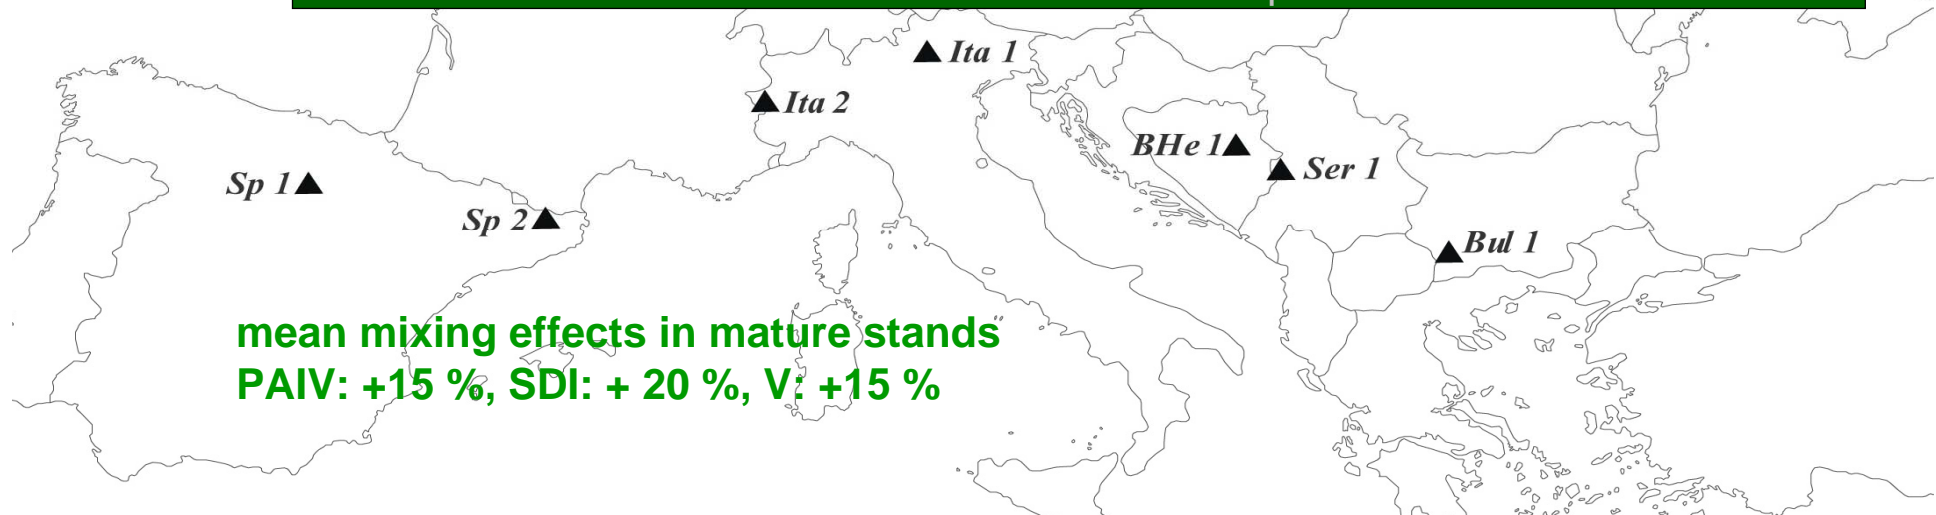 Ita 1
Ita 2
BHe 1
Ser 1
Sp 1
Sp 2
Bul 1
mean mixing effects in mature stands
PAIV: +15 %, SDI: + 20 %, V: +15 %